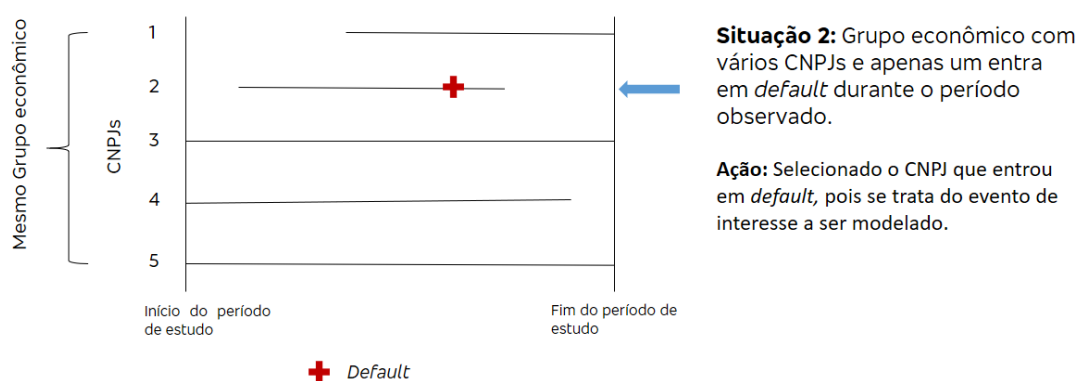 Mesmo Grupo econômico
CNPJs
1
2
3
4
5
Início do período
de estudo
Fim do período de
estudo
Default
Situação 2: Grupo econômico com
vários CNPJs e apenas um entra
em default durante o período
observado.
Ação: Selecionado o CNPJ que entrou
em default, pois se trata do evento de
interesse a ser modelado.